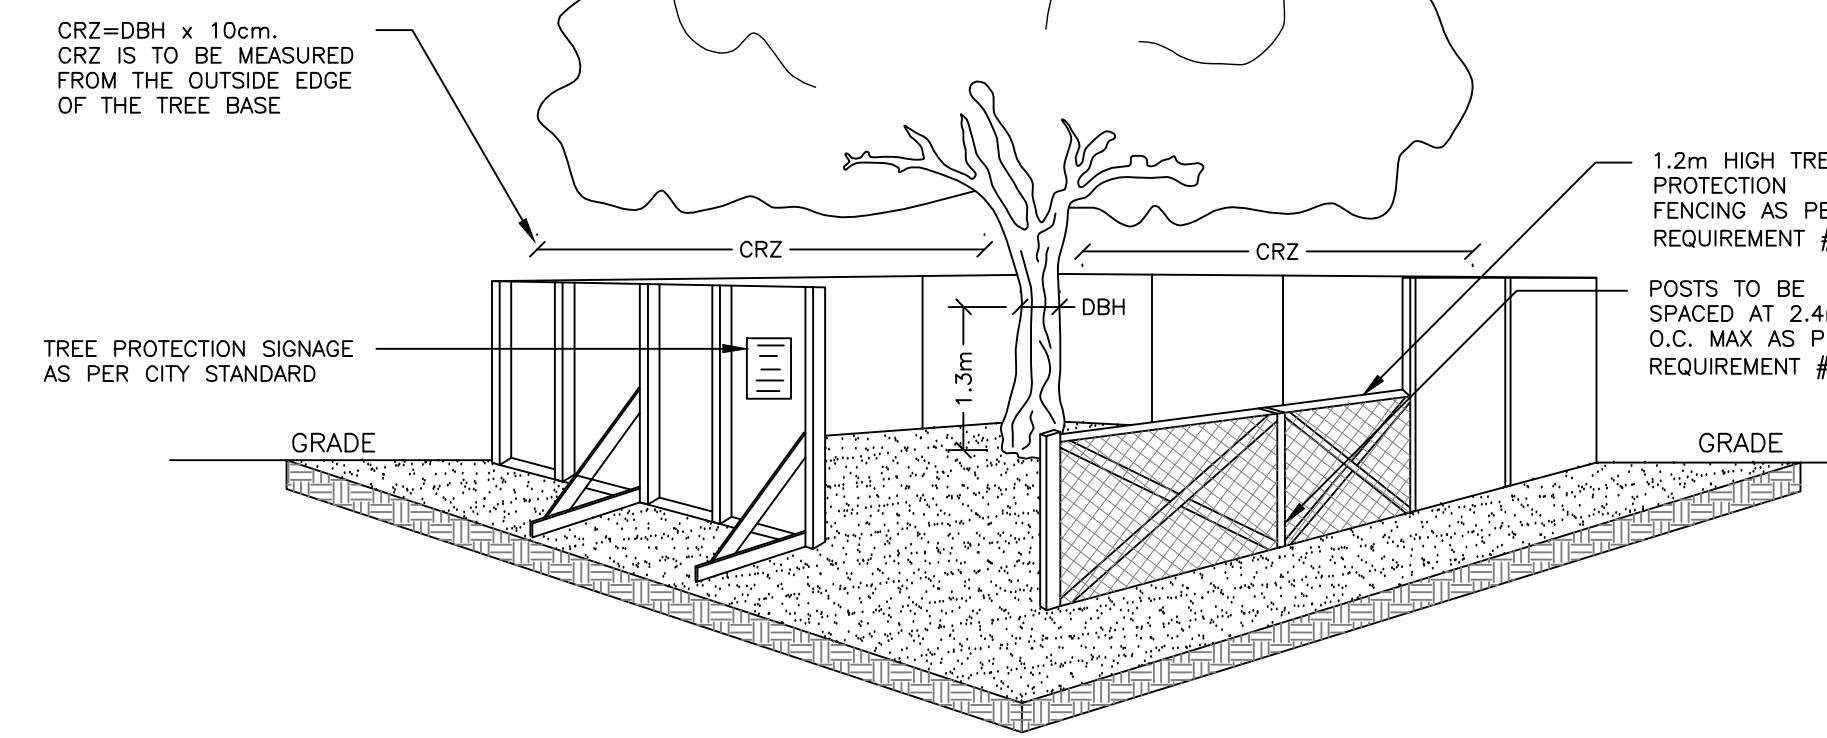 CRZ=DBH x 10cm.
CRZ IS TO BE MEASURED
FROM THE OUTSIDE EDGE
OF THE TREE BASE
1.2m HIGH TRE
PROTECTION
FENCING AS PE
REQUIREMENT #
CRZ
CRZ
POSTS TO BE
SPACED AT 2.4m
O.C. MAX AS P
REQUIREMENT #
DBH
TREE PROTECTION SIGNAGE
AS PER CITY STANDARD
1.3m
GRADE
GRADE